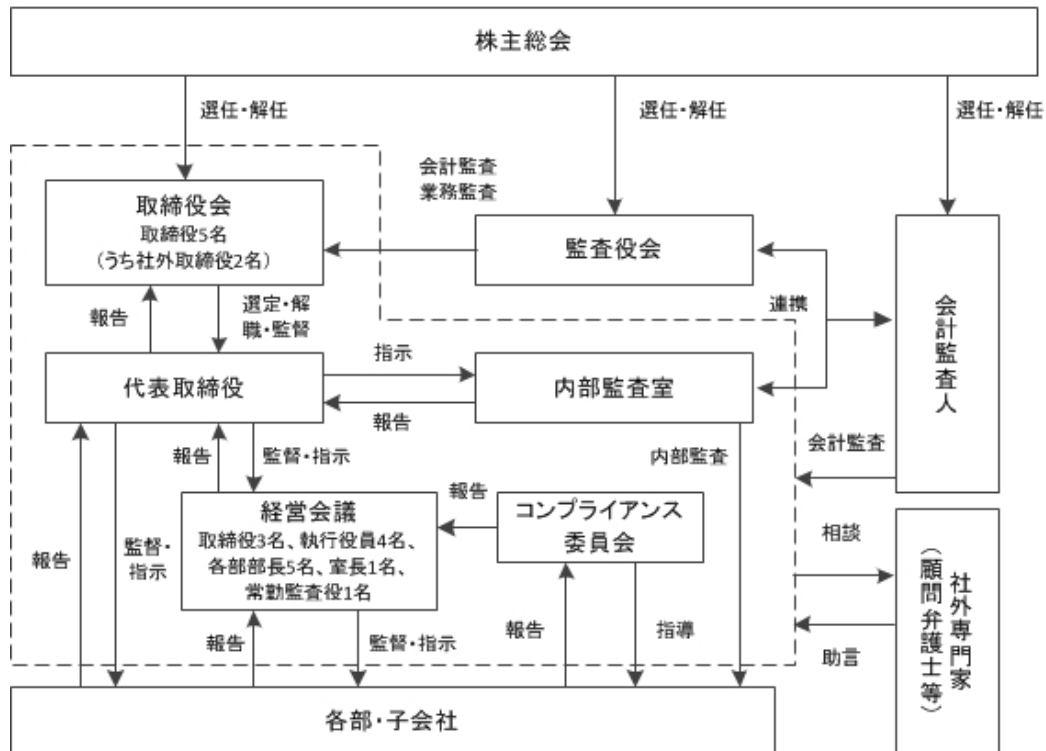 株主総会
選任・解任
選任・解任
選任・解任
会計監査
業務監査
取締役会
取締役5名
(うち社外取締役2名)
監査役会
会計監査人
報告
選定・解
職・監督
連携
指示
代表取締役
内部監査室
報告
報告
監督・指示
内部監査
会計監査
経営会議
取締役3名、執行役員4名、
各部部長5名、室長1名、
常勤監査役1名
報告
コンプライアンス
委員会
報告
監督・
指示
相談
社外専門家
(顧問弁護士等)
報告
監督・指示
報告
指導
助言
各部・子会社